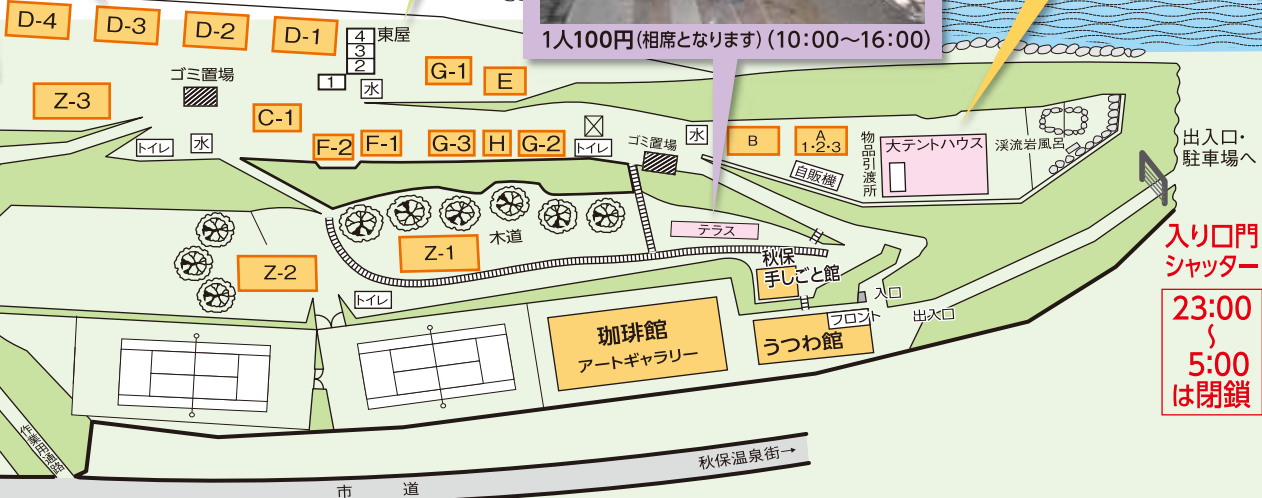 1人100円(相席となります)(10:00〜16:00)
D-4
D-3
D-2
D-1
4
3
2
1
東屋
水
G-1
E
ゴミ置場
Z-3
C-1
トイレ
水
F-2
F-1
G-3
H
G-2
トイレ
ゴミ置場
水
B
A
1・2・3
自販機
物品引渡所
大テントハウス
渓流岩風呂
出入口・
駐車場へ
入り口門
シャッター
23:00
〜
5:00
は閉鎖
木道
Z-1
Z-2
トイレ
テラス
秋保
手しごと館
入口
フロント
出入口
うつわ館
珈琲館
アートギャラリー
作業用通路
市道
秋保温泉街→